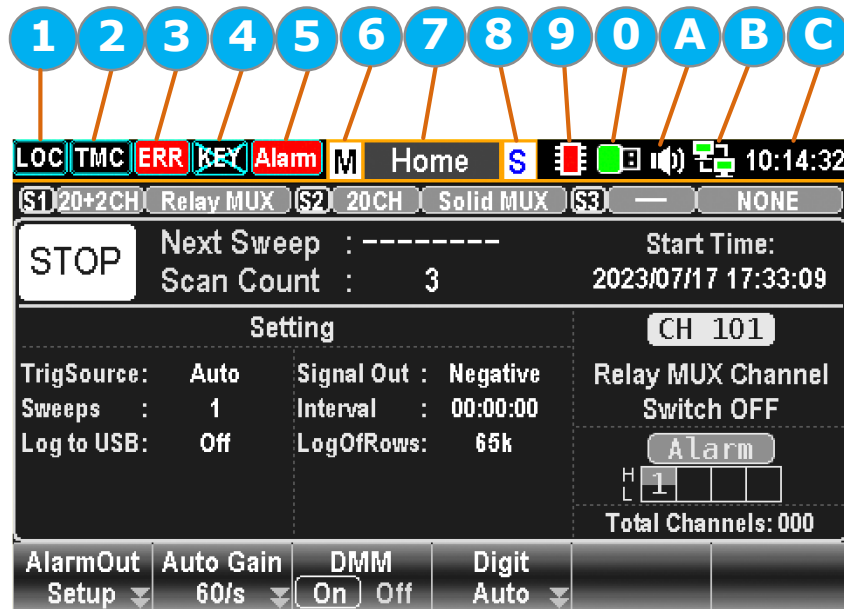 1 2 3 4 5 6 7 8 9 0 A B C
LOC TMC ERR KEY Alarm M Home S 10:14:32
S1 20+2CH Relay MUX S2 20CH Solid MUX S3 — NONE
STOP
Next Sweep : --------
Scan Count : 3
Start Time:
2023/07/17 17:33:09
Setting
TrigSource: Auto Signal Out : Negative
Sweeps : 1 Interval : 00:00:00
Log to USB: Off LogOfRows: 65k
CH 101
Relay MUX Channel
Switch OFF
Alarm
H
L
1
Total Channels: 000
AlarmOut Auto Gain DMM Digit
Setup 60/s On Off Auto